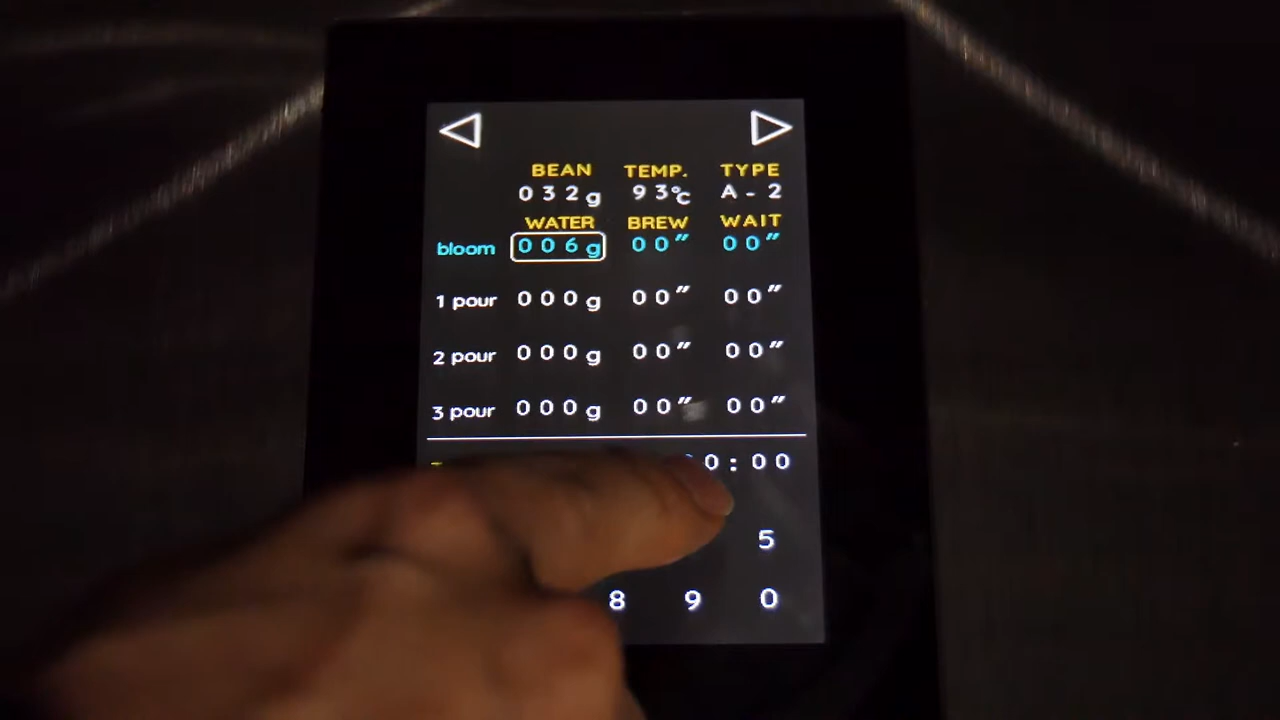 BEAN TEMP. TYPE
032g 93℃ A-2
WATER BREW WAIT
bloom 006g 00″ 00″
1 pour 000g 00″ 00″
2 pour 000g 00″ 00″
3 pour 000g 00″ 00″
0:00
5
8 9 0